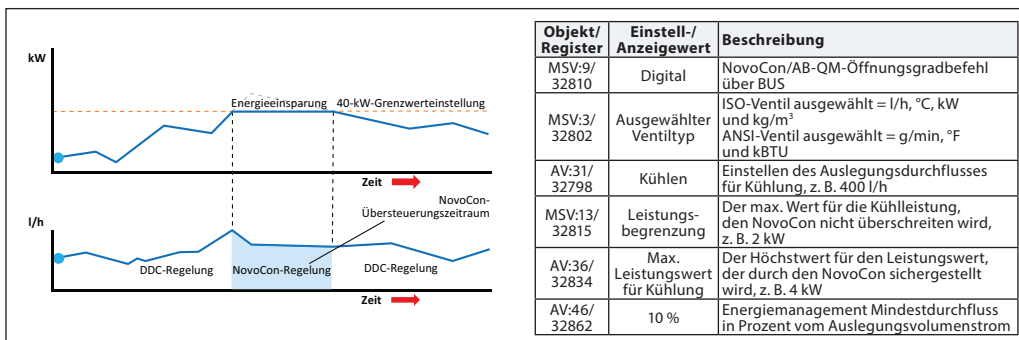 kW
Energieeinsparung
40-kW-Grenzwerteinstellung
Zeit
NovoCon-
Übersteuerungszeitraum
l/h
DDC-Regelung
NovoCon-Regelung
DDC-Regelung
Zeit
Objekt/
Register
Einstell-/
Anzeigewert
Beschreibung
MSV:9/
32810
Digital
NovoCon/AB-QM-Öffnungsgradbefehl
über BUS
MSV:3/
32802
Ausgewählter
Ventiltyp
ISO-Ventil ausgewählt = l/h, °C, kW
und kg/m³
ANSI-Ventil ausgewählt = g/min, °F
und kBTU
AV:31/
32798
Kühlen
Einstellen des Auslegungsdurchflusses
für Kühlung, z. B. 400 l/h
MSV:13/
32815
Leistungs-
begrenzung
Der max. Wert für die Kühlleistung,
den NovoCon nicht überschreiten wird,
z. B. 2 kW
AV:36/
32834
Max.
Leistungswert
für Kühlung
Der Höchstwert für den Leistungswert,
der durch den NovoCon sichergestellt
wird, z. B. 4 kW
AV:46/
32862
10 %
Energiemanagement Mindestdurchfluss
in Prozent vom Auslegungsvolumenstrom